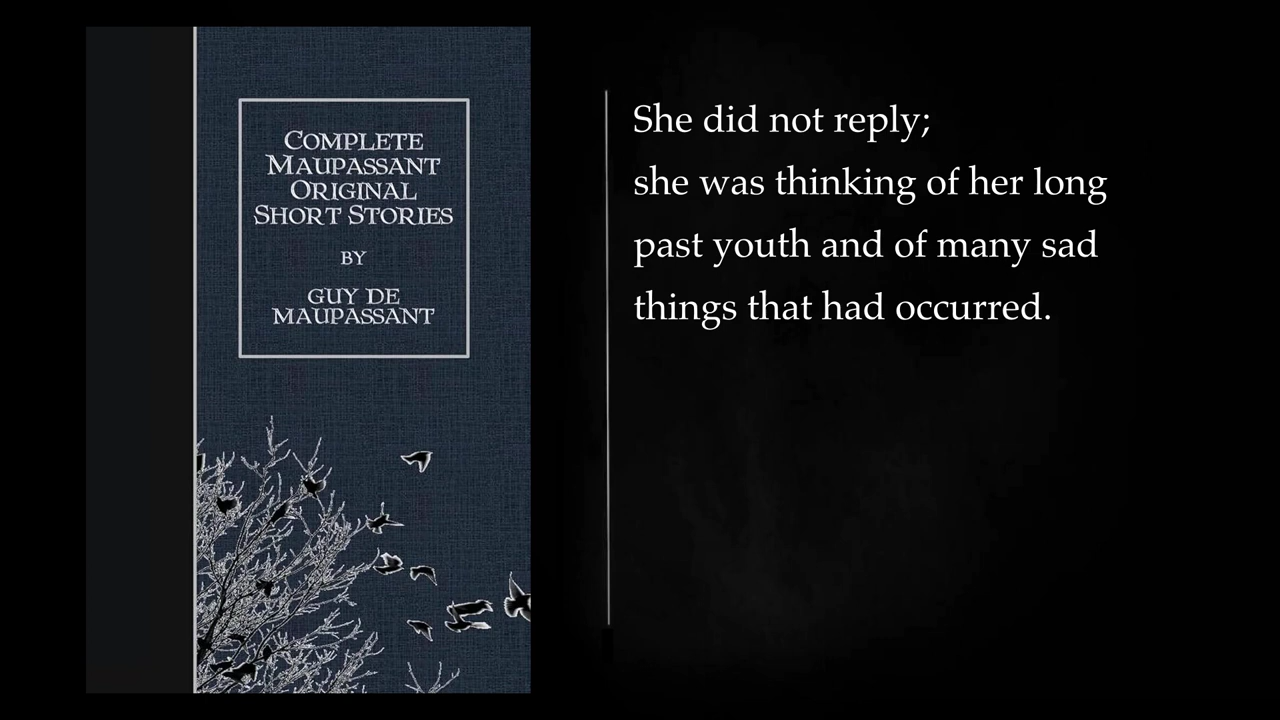 COMPLETE
MAUPASSANT
ORIGINAL
SHORT STORIES
BY
GUY DE
MAUPASSANT
She did not reply;
she was thinking of her long
past youth and of many sad
things that had occurred.